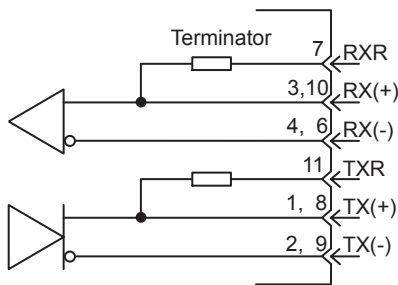 Terminator
7 RXR
3,10 RX(+)
4, 6 RX(-)
11 TXR
1, 8 TX(+)
2, 9 TX(-)